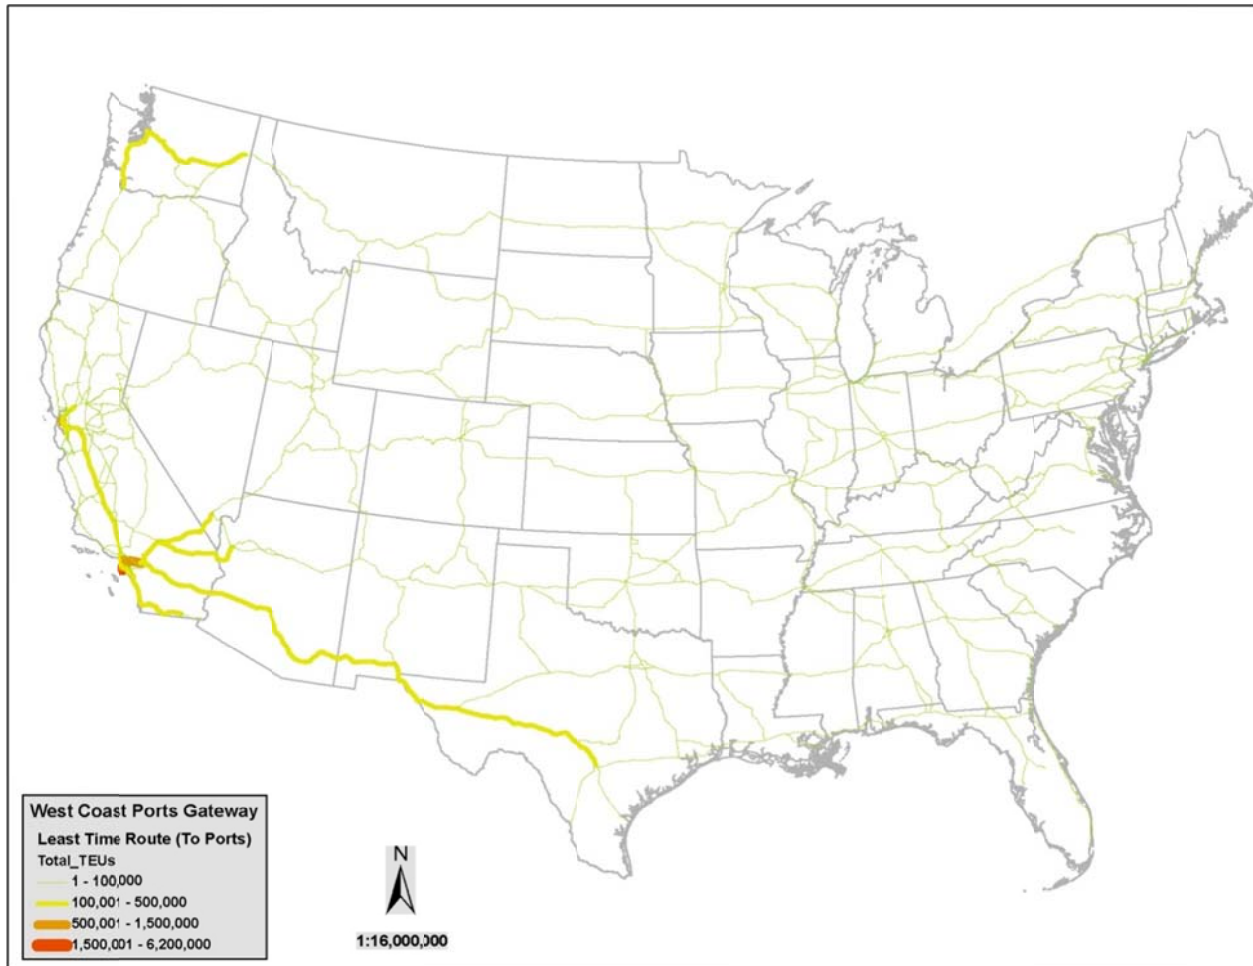 West Coast Ports Gateway
Least Time Route (To Ports)
Total_TEUs
1 - 100,000
100,001 - 500,000
500,001 - 1,500,000
1,500,001 - 6,200,000
N
1:16,000,000